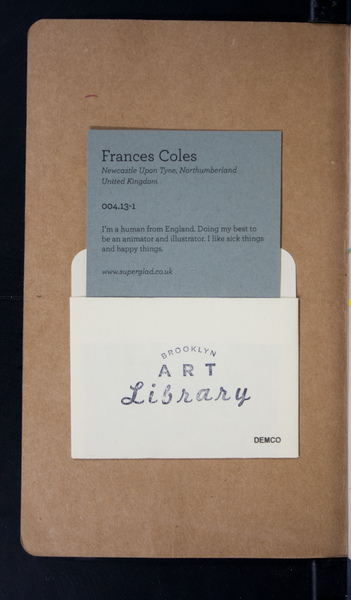 Frances Coles
Newcastle Upon Tyne, Northumberland
United Kingdom
004.13-1
I'm a human from England. Doing my best to
be an animator and illustrator. I like sick things
and happy things.
www.superglad.co.uk
BROOKLYN
ART
Library
DEMCO